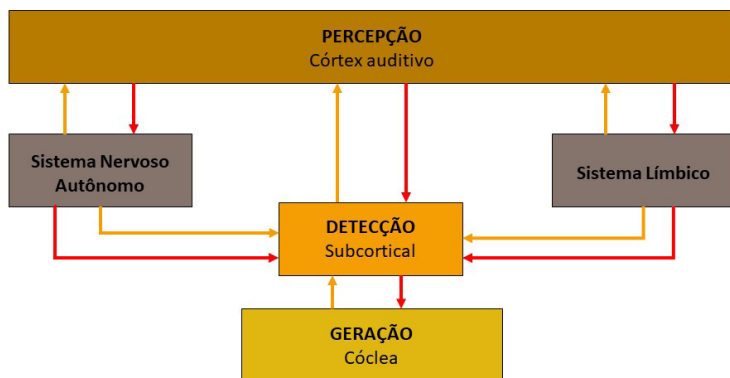 PERCEPÇÃO
Córtex auditivo
Sistema Nervoso
Autônomo
Sistema Límbico
DETECÇÃO
Subcortical
GERAÇÃO
Cóclea